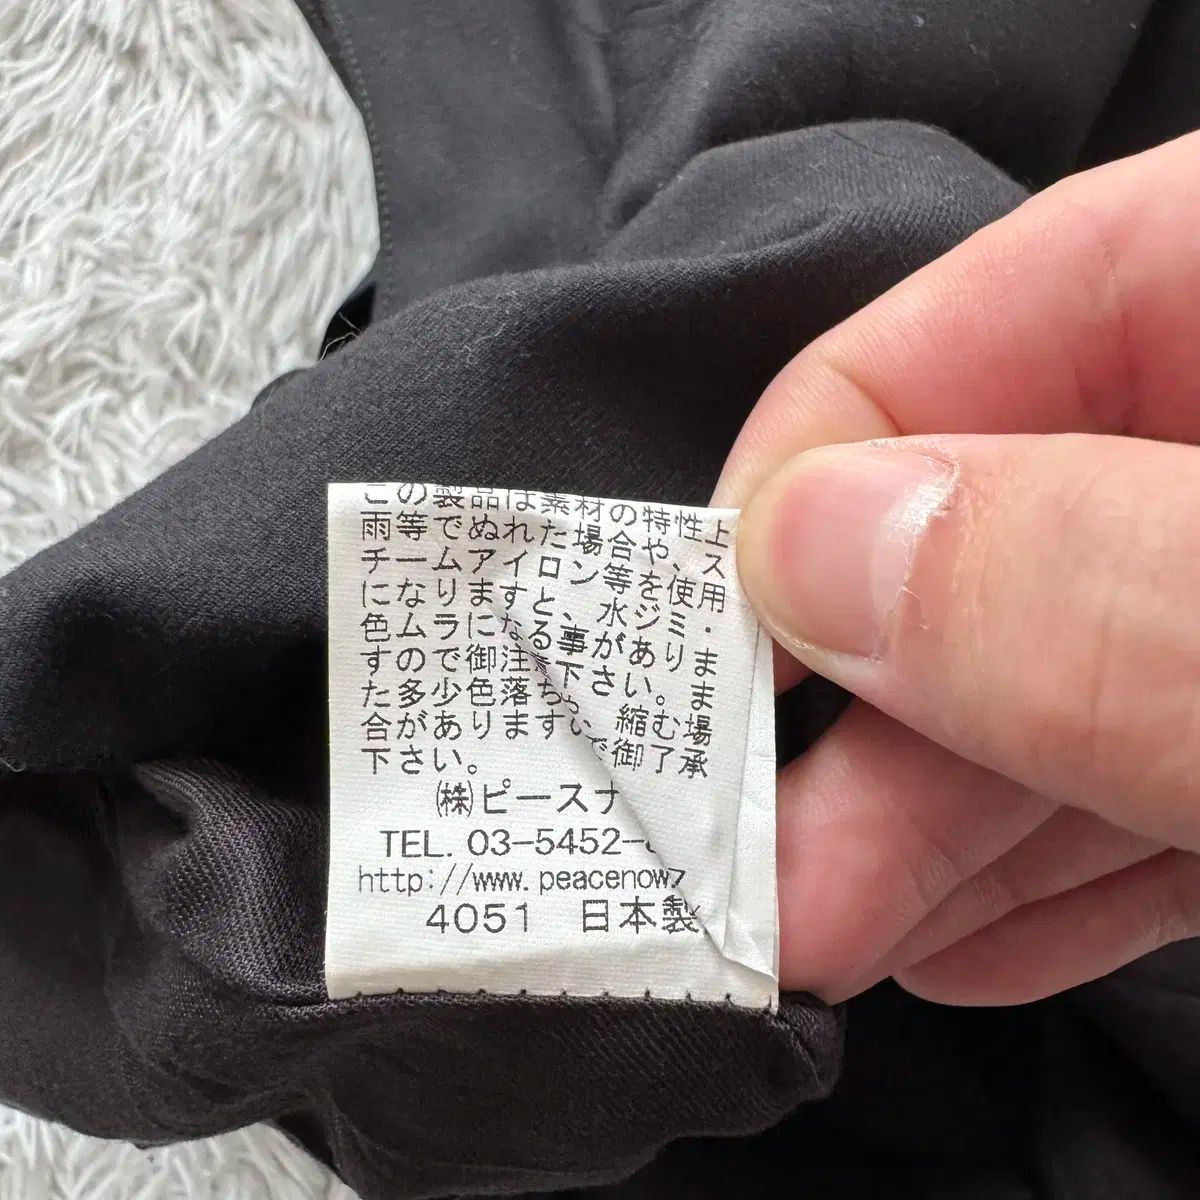 この製品は素材の特性上
雨等でぬれた場合や、ス
チームアイロン等を使用
になりますと、水ジミ・
色ムラになる事があり
ますので御注意下さい。
また多少色落ちや、縮む
場合がありますので御了承
下さい。
㈱ピースナ
TEL. 03-5452-
http://www.peacenow
4051 日本製